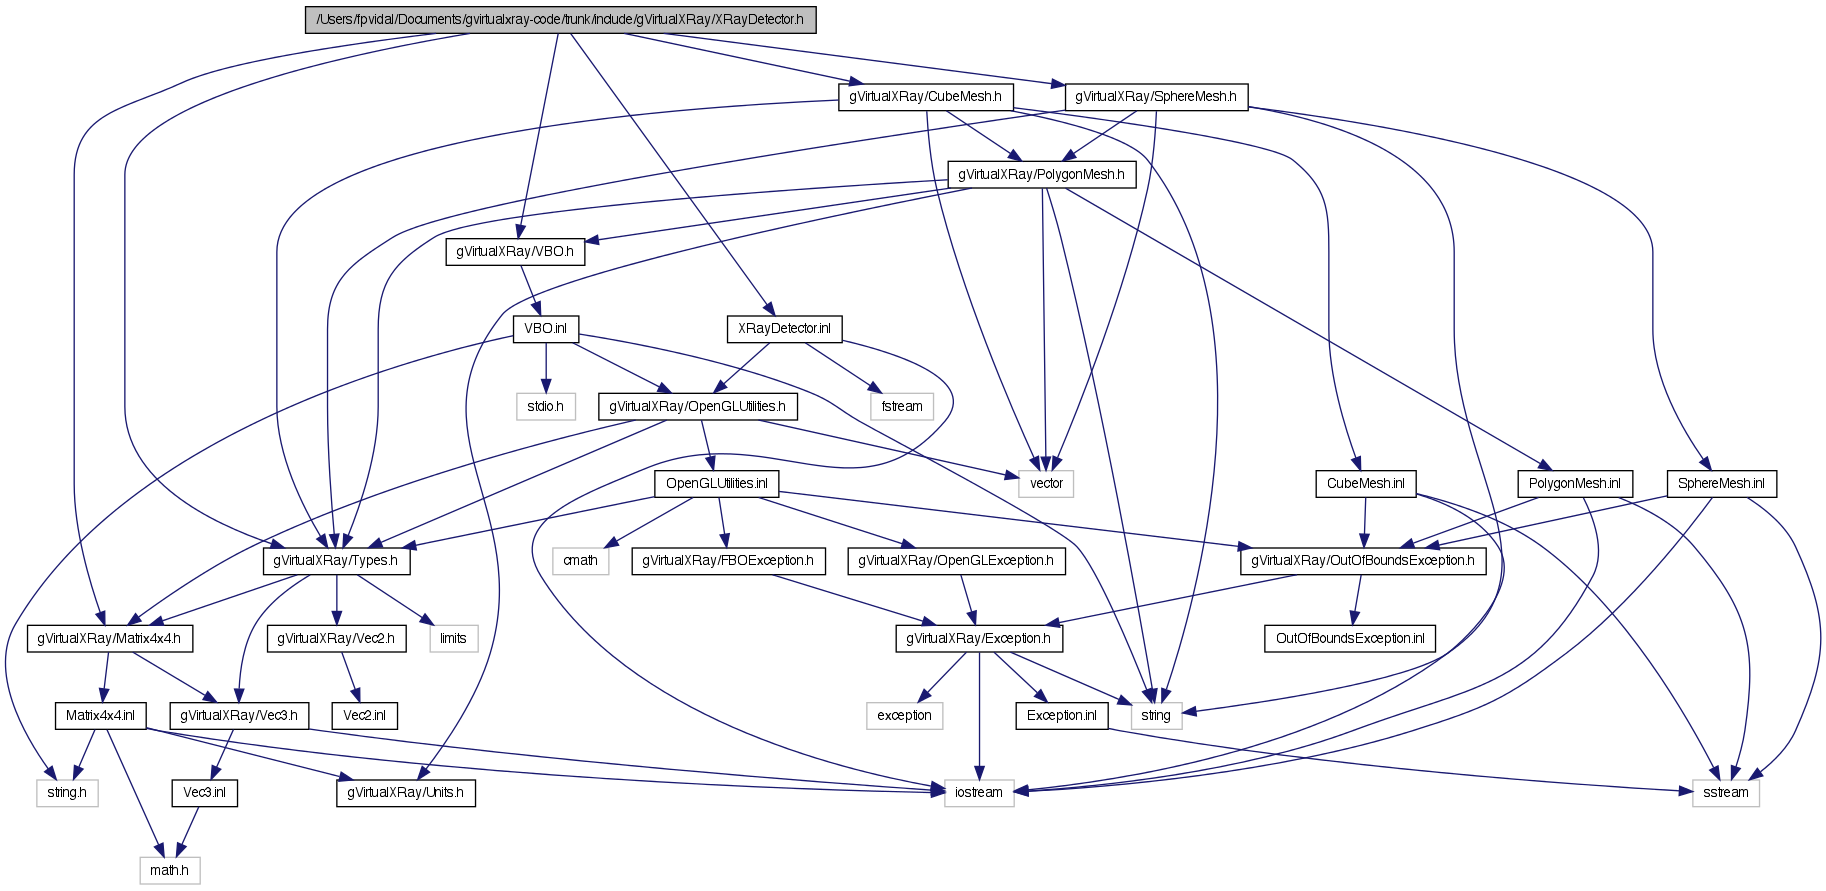 /Users/fpvidal/Documents/gvirtualxray-code/trunk/include/gVirtualXRay/XRayDetector.h
gVirtualXRay/CubeMesh.h
gVirtualXRay/SphereMesh.h
gVirtualXRay/PolygonMesh.h
gVirtualXRay/VBO.h
VBO.inl
XRayDetector.inl
stdio.h
gVirtualXRay/OpenGLUtilities.h
fstream
OpenGLUtilities.inl
vector
CubeMesh.inl
PolygonMesh.inl
SphereMesh.inl
gVirtualXRay/Types.h
cmath
gVirtualXRay/FBOException.h
gVirtualXRay/OpenGLException.h
gVirtualXRay/OutOfBoundsException.h
gVirtualXRay/Matrix4x4.h
gVirtualXRay/Vec2.h
limits
gVirtualXRay/Exception.h
OutOfBoundsException.inl
Matrix4x4.inl
gVirtualXRay/Vec3.h
Vec2.inl
exception
Exception.inl
string
string.h
Vec3.inl
gVirtualXRay/Units.h
iostream
sstream
math.h